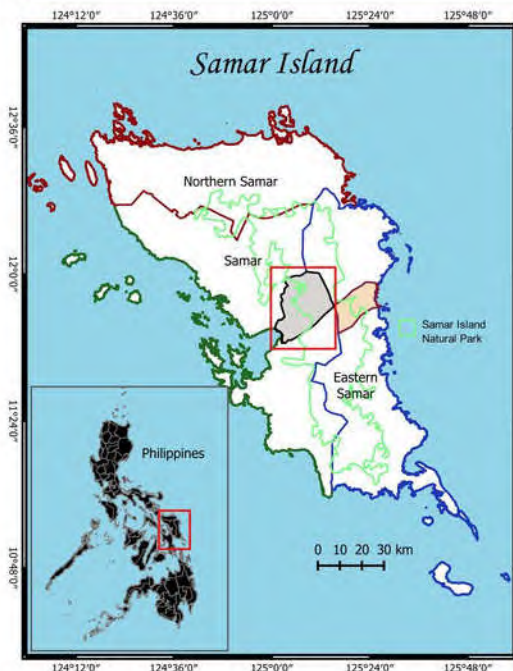 124°12'0"
124°36'0"
125°0'0"
125°24'0"
125°48'0"
Samar Island
12°36'0"
12°0'0"
11°24'0"
10°48'0"
Northern Samar
Samar
Samar Island
Natural Park
Eastern
Samar
Philippines
0 10 20 30 km
124°12'0"
124°36'0"
125°0'0"
125°24'0"
125°48'0"